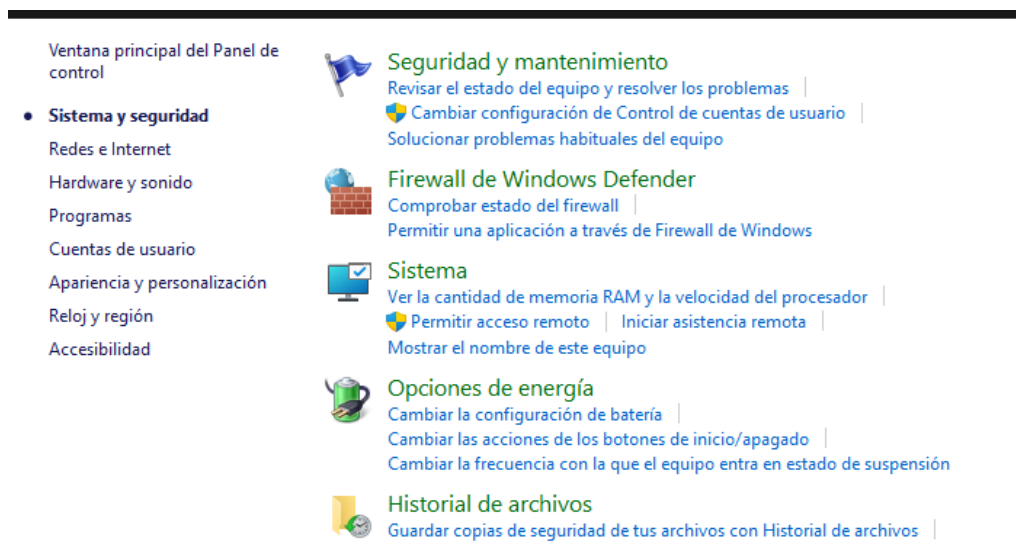 Ventana principal del Panel de
control
Sistema y seguridad
Redes e Internet
Hardware y sonido
Programas
Cuentas de usuario
Apariencia y personalización
Reloj y región
Accesibilidad
Seguridad y mantenimiento
Revisar el estado del equipo y resolver los problemas
Cambiar configuración de Control de cuentas de usuario
Solucionar problemas habituales del equipo
Firewall de Windows Defender
Comprobar estado del firewall
Permitir una aplicación a través de Firewall de Windows
Sistema
Ver la cantidad de memoria RAM y la velocidad del procesador
Permitir acceso remoto | Iniciar asistencia remota
Mostrar el nombre de este equipo
Opciones de energía
Cambiar la configuración de batería
Cambiar las acciones de los botones de inicio/apagado
Cambiar la frecuencia con la que el equipo entra en estado de suspensión
Historial de archivos
Guardar copias de seguridad de tus archivos con Historial de archivos